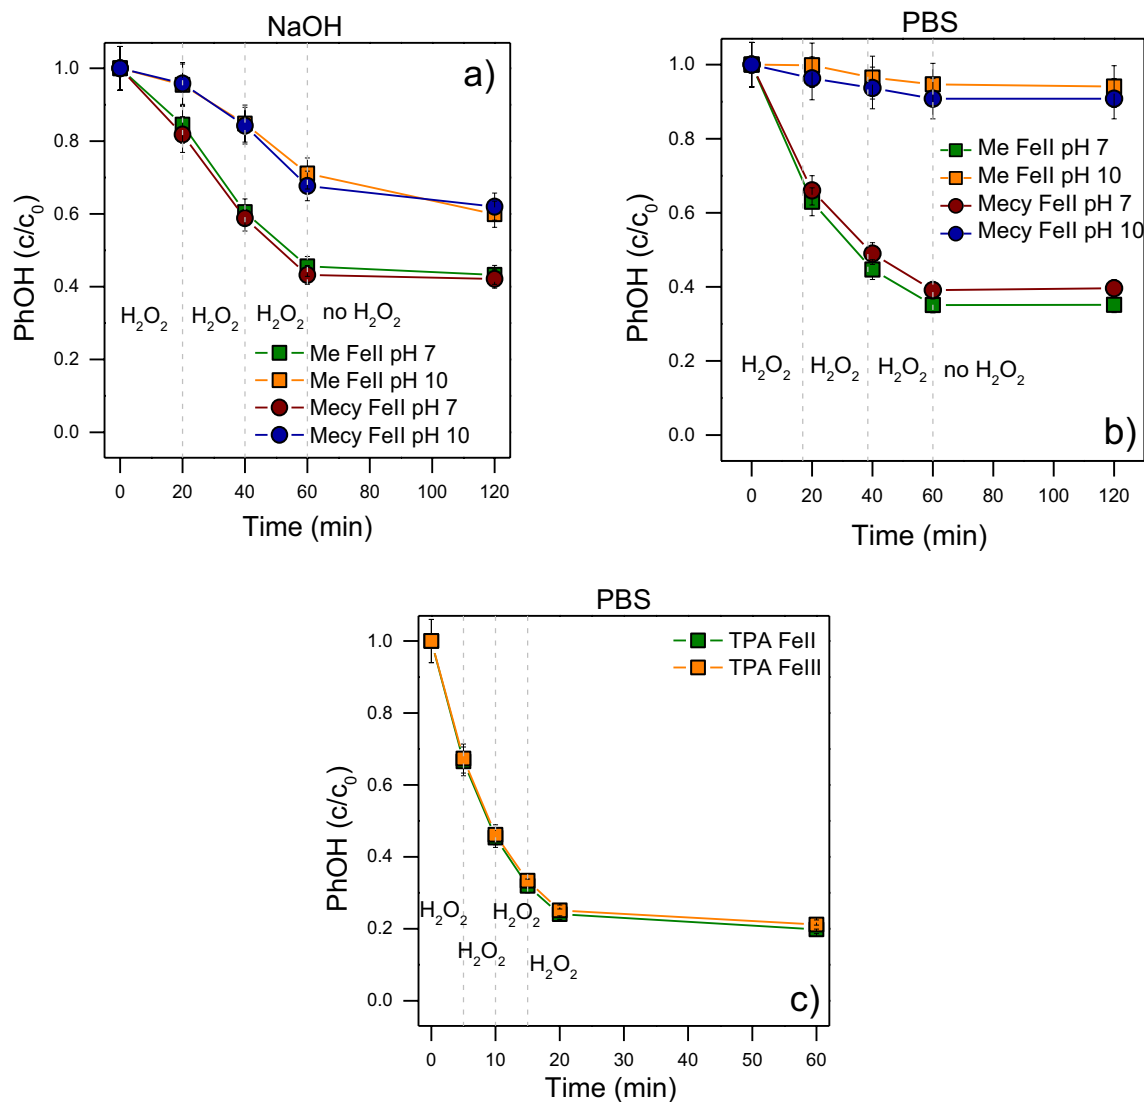 NaOH
a)
PhOH (c/c₀)
1.0
0.8
0.6
0.4
0.2
0.0
H₂O₂ H₂O₂ H₂O₂ no H₂O₂
Me FeII pH 7
Me FeII pH 10
Mecy FeII pH 7
Mecy FeII pH 10
0 20 40 60 80 100 120
Time (min)
PBS
PhOH (c/c₀)
1.0
0.8
0.6
0.4
0.2
0.0
Me FeII pH 7
Me FeII pH 10
Mecy FeII pH 7
Mecy FeII pH 10
H₂O₂ H₂O₂ H₂O₂ no H₂O₂
b)
0 20 40 60 80 100 120
Time (min)
PBS
TPA FeII
TPA FeIII
PhOH (c/c₀)
1.0
0.8
0.6
0.4
0.2
0.0
H₂O₂ H₂O₂
H₂O₂ H₂O₂
c)
0 10 20 30 40 50 60
Time (min)